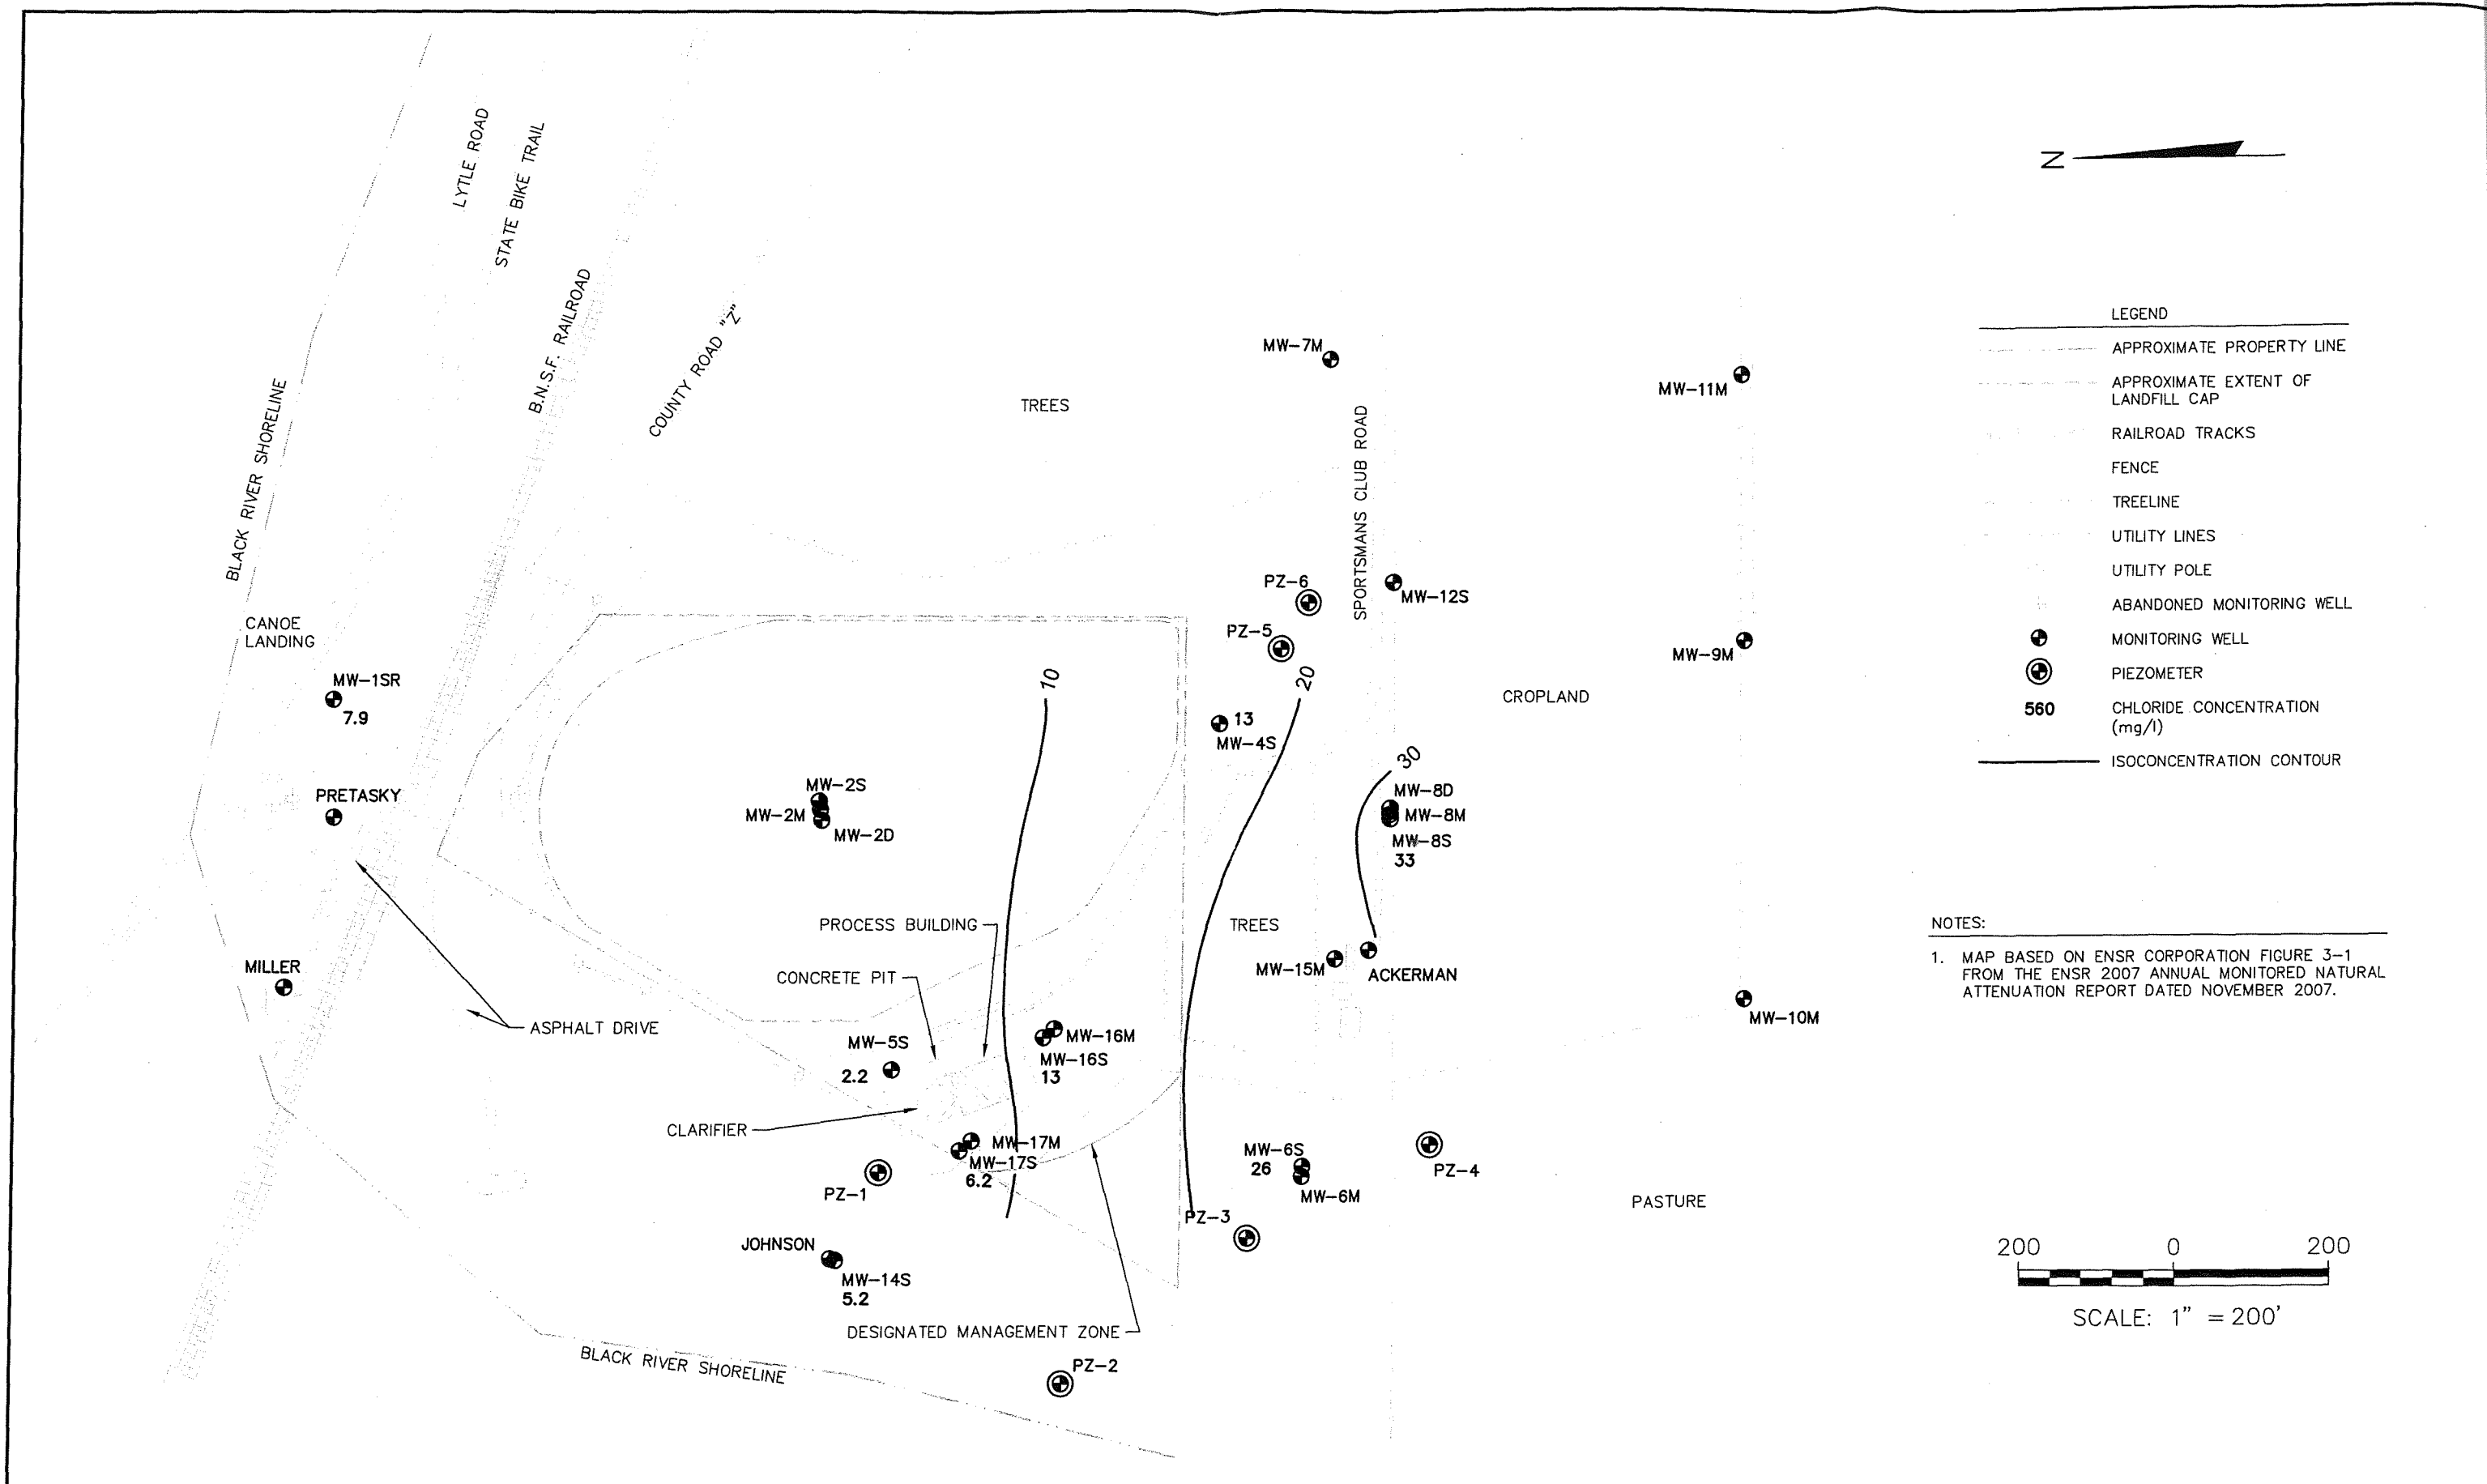 LYTLE ROAD
STATE BIKE TRAIL
B.N.S.F. RAILROAD
COUNTY ROAD "Z"
BLACK RIVER SHORELINE
CANOE
LANDING
MW-1SR
7.9
PRETASKY
MILLER
ASPHALT DRIVE
TREES
MW-7M
SPORTSMANS CLUB ROAD
MW-11M
PZ-6
MW-12S
PZ-5
MW-9M
10
20
13
MW-4S
CROPLAND
30
MW-2S
MW-2M
MW-2D
MW-8D
MW-8M
MW-8S
33
PROCESS BUILDING
TREES
CONCRETE PIT
MW-15M
ACKERMAN
MW-10M
MW-5S
2.2
MW-16M
MW-16S
13
CLARIFIER
MW-17M
MW-17S
6.2
PZ-1
MW-6S
26
MW-6M
PZ-4
PZ-3
PASTURE
JOHNSON
MW-14S
5.2
DESIGNATED MANAGEMENT ZONE
BLACK RIVER SHORELINE
PZ-2
N
LEGEND
APPROXIMATE PROPERTY LINE
APPROXIMATE EXTENT OF
LANDFILL CAP
RAILROAD TRACKS
FENCE
TREELINE
UTILITY LINES
UTILITY POLE
ABANDONED MONITORING WELL
MONITORING WELL
PIEZOMETER
560 CHLORIDE CONCENTRATION
(mg/l)
ISOCONCENTRATION CONTOUR
NOTES:
1. MAP BASED ON ENSR CORPORATION FIGURE 3-1
FROM THE ENSR 2007 ANNUAL MONITORED NATURAL
ATTENUATION REPORT DATED NOVEMBER 2007.
200 0 200
SCALE: 1" = 200'